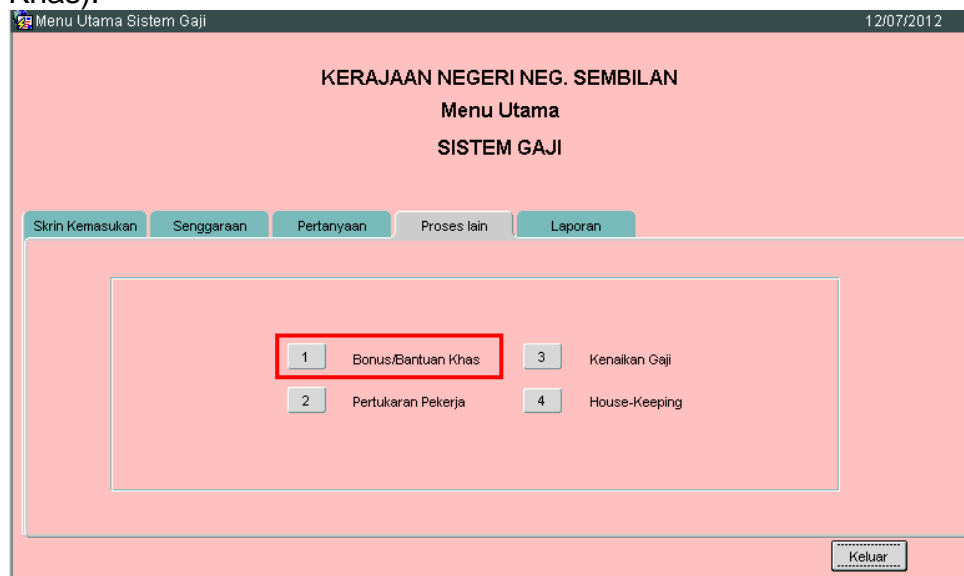 Khas).
Menu Utama Sistem Gaji 12/07/2012
KERAJAAN NEGERI NEG. SEMBILAN
Menu Utama
SISTEM GAJI
Skrin Kemasukan Senggaraan Pertanyaan Proses lain Laporan
1 Bonus/Bantuan Khas 3 Kenaikan Gaji
2 Pertukaran Pekerja 4 House-Keeping
Keluar